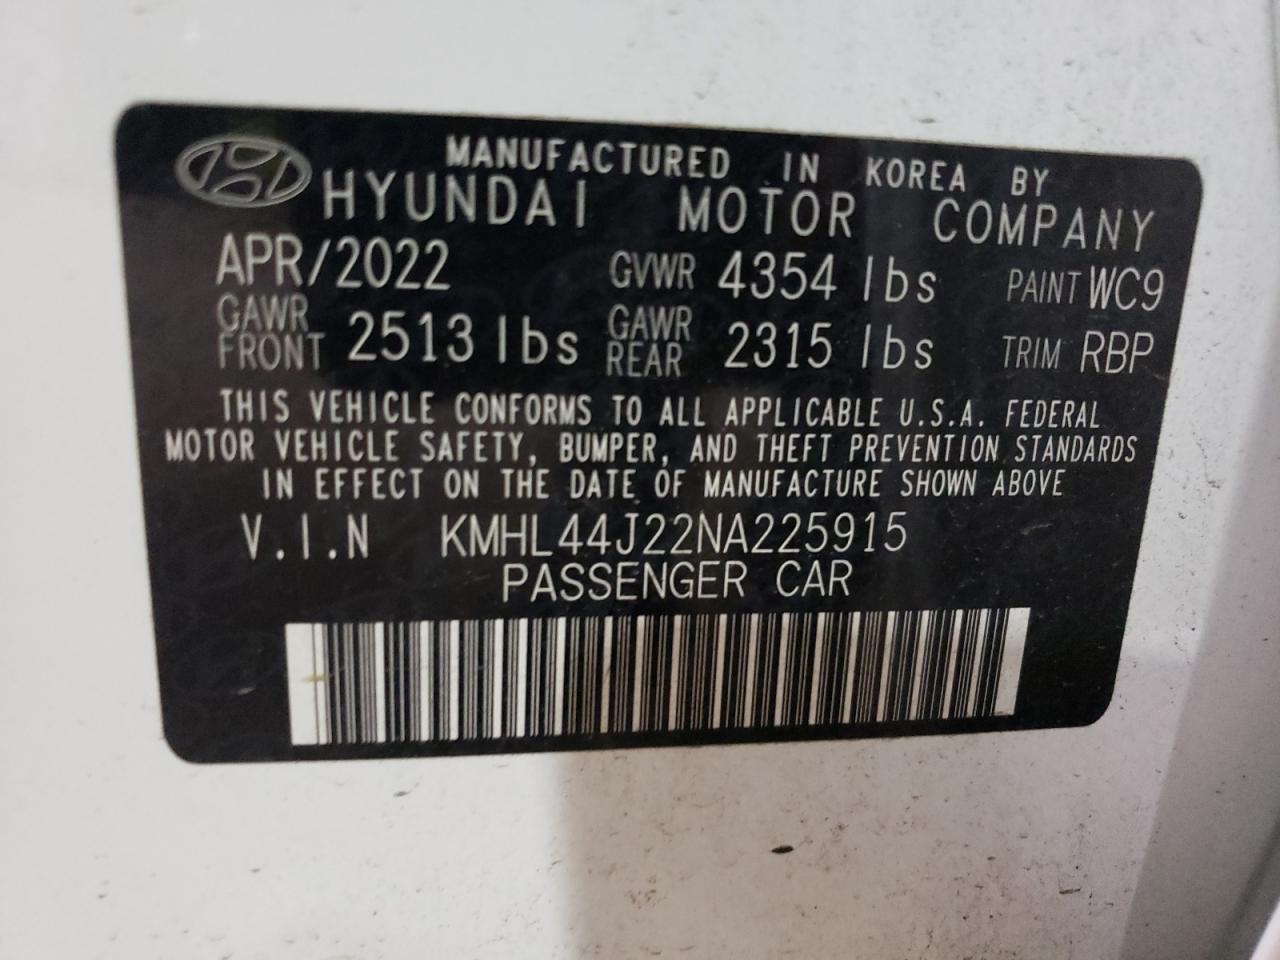 MANUFACTURED IN KOREA BY
HYUNDAI MOTOR COMPANY
APR/2022 GVWR 4354 lbs PAINT WC9
GAWR FRONT 2513 lbs GAWR REAR 2315 lbs TRIM RBP
THIS VEHICLE CONFORMS TO ALL APPLICABLE U.S.A. FEDERAL
MOTOR VEHICLE SAFETY, BUMPER, AND THEFT PREVENTION STANDARDS
IN EFFECT ON THE DATE OF MANUFACTURE SHOWN ABOVE
V.I.N KMHL44J22NA225915
PASSENGER CAR